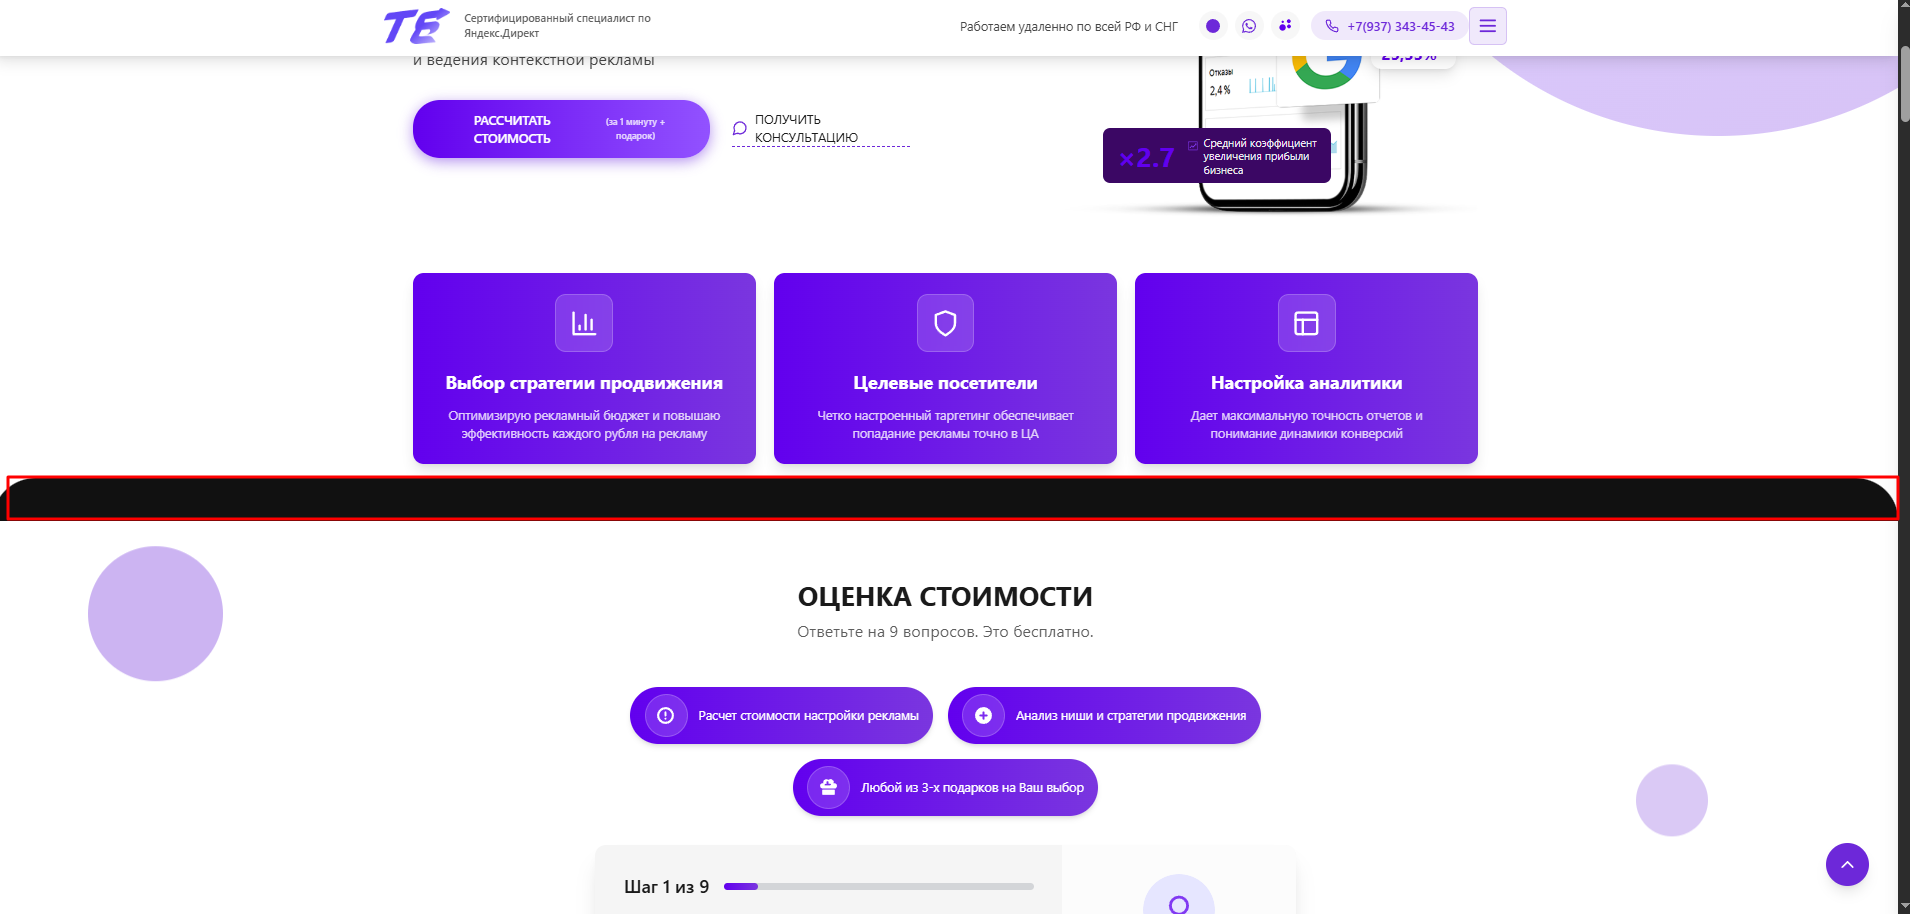 ТЕ
Сертифицированный специалист по
Яндекс.Директ
Работаем удаленно по всей РФ и СНГ
+7(937) 343-45-43
и ведения контекстной рекламы
РАССЧИТАТЬ
СТОИМОСТЬ
(за 1 минуту +
подарок)
ПОЛУЧИТЬ
КОНСУЛЬТАЦИЮ
Отказы
2,4%
×2.7
Средний коэффициент
увеличения прибыли
бизнеса
Выбор стратегии продвижения
Оптимизирую рекламный бюджет и повышаю
эффективность каждого рубля на рекламу
Целевые посетители
Четко настроенный таргетинг обеспечивает
попадание рекламы точно в ЦА
Настройка аналитики
Дает максимальную точность отчетов и
понимание динамики конверсий
ОЦЕНКА СТОИМОСТИ
Ответьте на 9 вопросов. Это бесплатно.
Расчет стоимости настройки рекламы
Анализ ниши и стратегии продвижения
Любой из 3-х подарков на Ваш выбор
Шаг 1 из 9